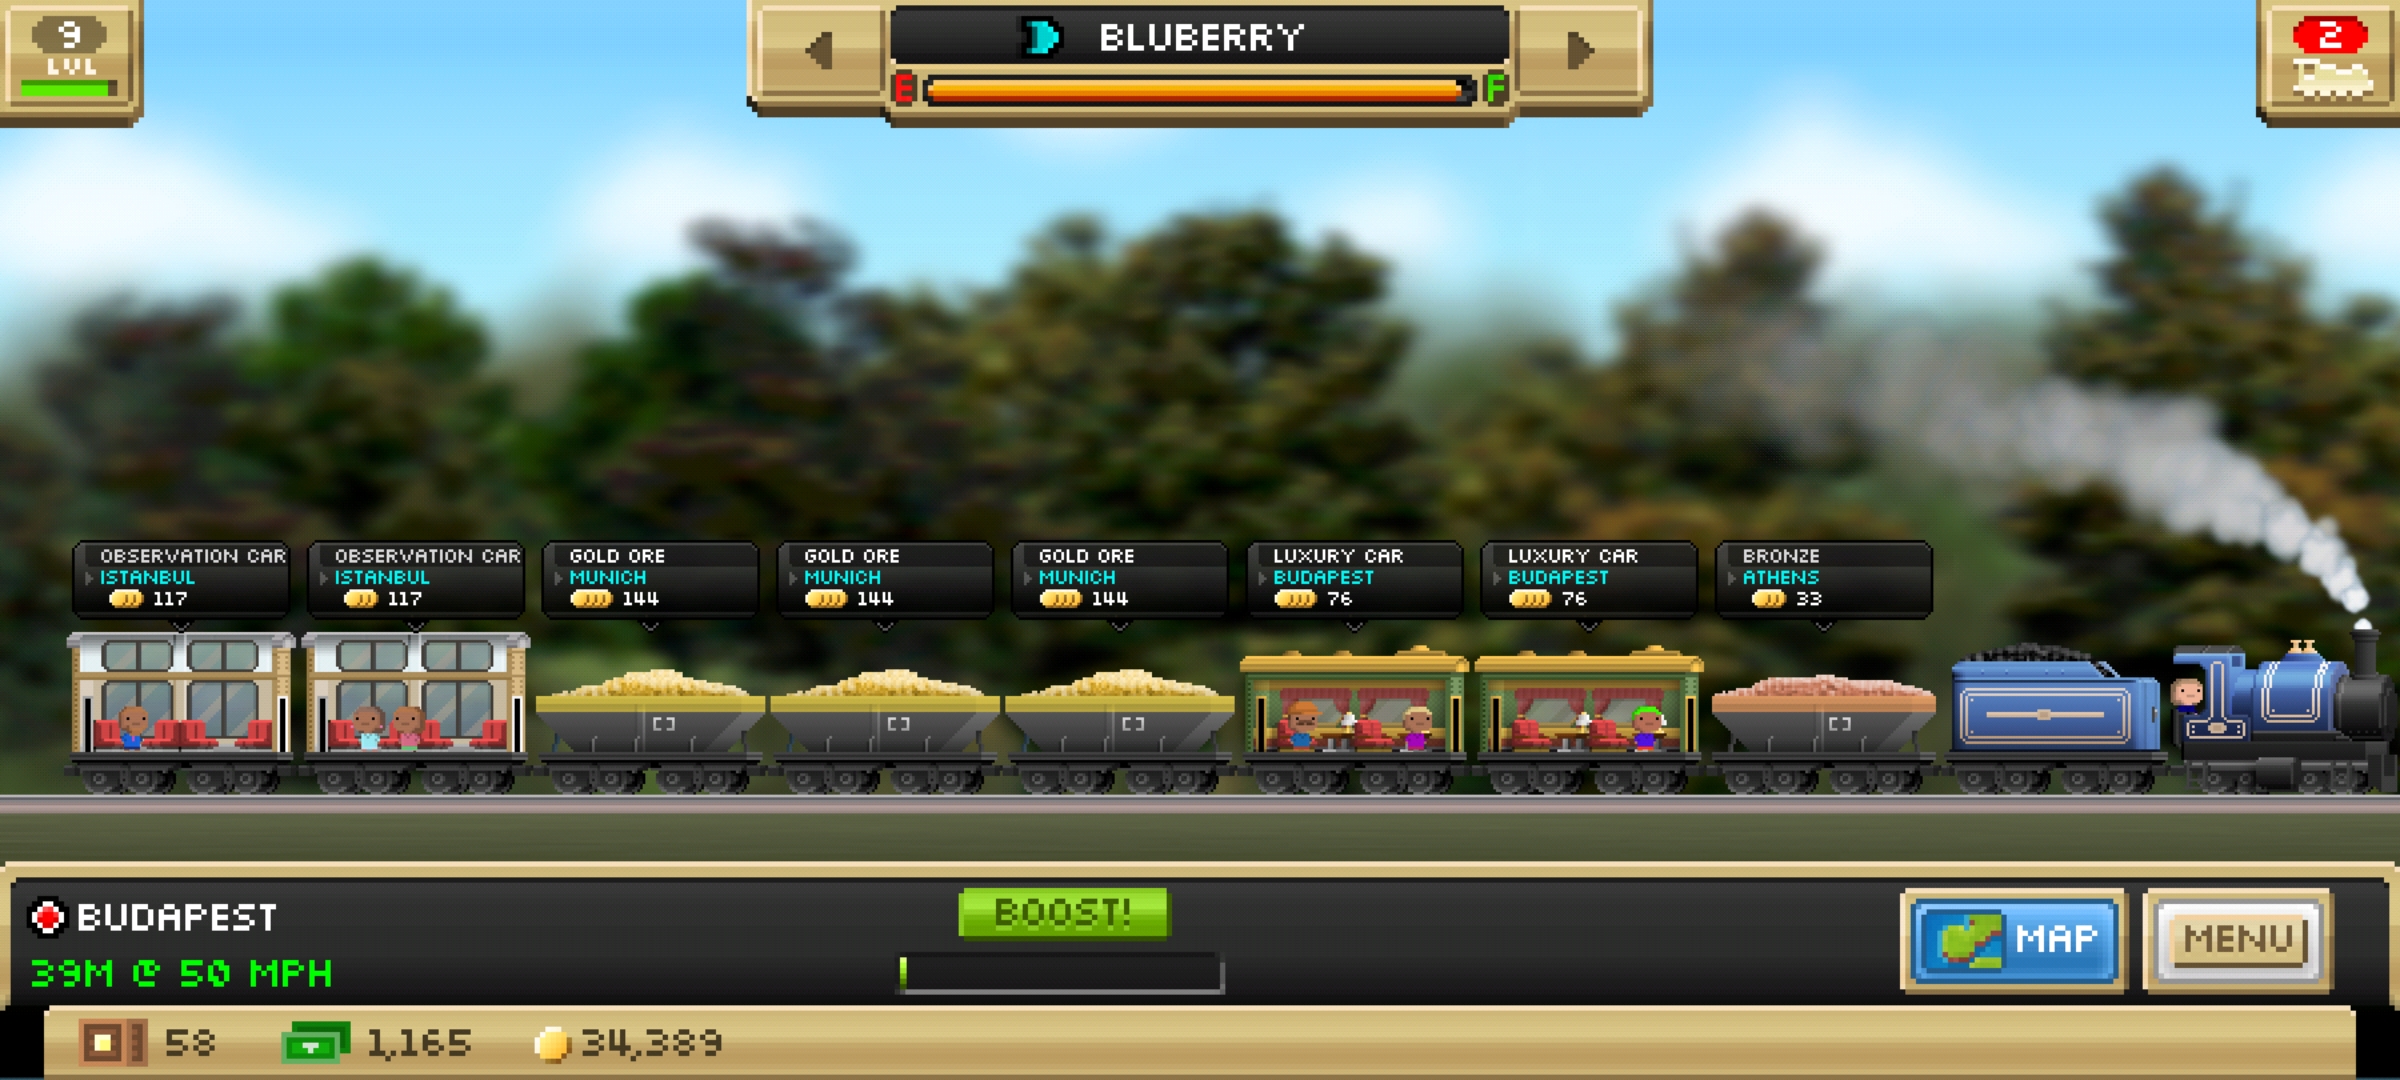 9
LVL
BLUBERRY
E F
2
OBSERVATION CAR
ISTANBUL
117
OBSERVATION CAR
ISTANBUL
117
GOLD ORE
MUNICH
144
GOLD ORE
MUNICH
144
GOLD ORE
MUNICH
144
LUXURY CAR
BUDAPEST
76
LUXURY CAR
BUDAPEST
76
BRONZE
ATHENS
33
BUDAPEST
39M @ 50 MPH
BOOST!
MAP
MENU
58 1,165 34,389